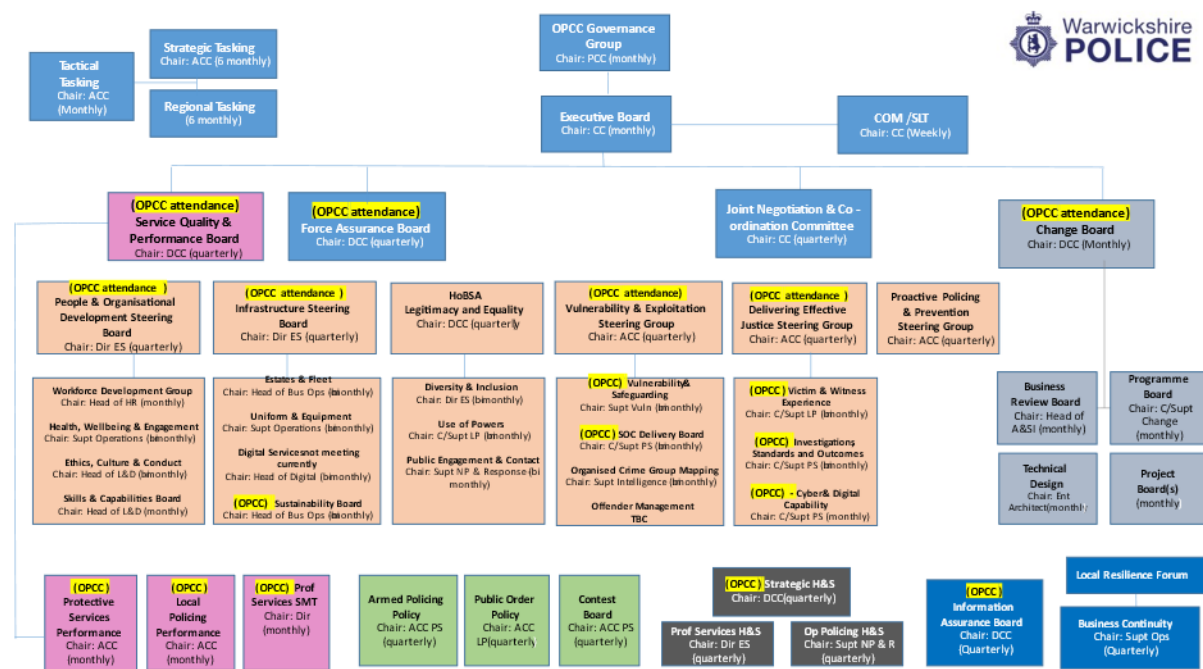 Warwickshire
POLICE
OPCC Governance
Group
Chair: PCC (monthly)
Strategic Tasking
Chair: ACC (6 monthly)
Tactical
Tasking
Chair: ACC
(Monthly)
Regional Tasking
(6 monthly)
Executive Board
Chair: CC (monthly)
COM /SLT
Chair: CC (Weekly)
(OPCC attendance)
Service Quality &
Performance Board
Chair: DCC (quarterly)
(OPCC attendance)
Force Assurance Board
Chair: DCC (quarterly)
Joint Negotiation & Co -
ordination Committee
Chair: CC (quarterly)
(OPCC attendance)
Change Board
Chair: DCC (Monthly)
(OPCC attendance )
People & Organisational
Development Steering
Board
Chair: Dir ES (quarterly)
(OPCC attendance )
Infrastructure Steering
Board
Chair: Dir ES (quarterly)
HoBSA
Legitimacy and Equality
Chair: DCC (quarterly)
(OPCC attendance)
Vulnerability & Exploitation
Steering Group
Chair: ACC (quarterly)
(OPCC attendance )
Delivering Effective
Justice Steering Group
Chair: ACC (quarterly)
Proactive Policing
& Prevention
Steering Group
Chair: ACC (quarterly)
Workforce Development Group
Chair: Head of HR (monthly)
Health, Wellbeing & Engagement
Chair: Supt Operations (bimonthly)
Ethics, Culture & Conduct
Chair: Head of L&D (bimonthly)
Skills & Capabilities Board
Chair: Head of L&D (monthly)
Estates & Fleet
Chair: Head of Bus Ops (bimonthly)
Uniform & Equipment
Chair: Supt Operations (bimonthly)
Digital Servicesnot meeting
currently
Chair: Head of Digital (bimonthly)
(OPCC) Sustainability Board
Chair: Head of Bus Ops (bimonthly)
Diversity & Inclusion
Chair: Dir ES (bimonthly)
Use of Powers
Chair: C/Supt LP (bimonthly)
Public Engagement & Contact
Chair: Supt NP & Response (bi
monthly)
(OPCC) Vulnerability&
Safeguarding
Chair: Supt Vuln (bimonthly)
(OPCC) SOC Delivery Board
Chair: C/Supt PS (bimonthly)
Organised Crime Group Mapping
Chair: Supt Intelligence (bimonthly)
Offender Management
TBC
(OPCC ) Victim & Witness
Experience
Chair: C/Supt LP (bimonthly)
(OPCC) Investigations,
Standards and Outcomes
Chair: C/Supt PS (bimonthly)
(OPCC) - Cyber& Digital
Capability
Chair: C/Supt PS (monthly)
Business
Review Board
Chair: Head of
A&SI (monthly)
Programme
Board
Chair: C/Supt
Change
(monthly)
Technical
Design
Chair: Ent
Architect(monthly
Project
Board(s)
(monthly)
(OPCC)
Protective
Services
Performance
Chair: ACC
(monthly)
(OPCC)
Local
Policing
Performance
Chair: ACC
(monthly)
(OPCC) Prof
Services SMT
Chair: Dir
(monthly)
Armed Policing
Policy
Chair: ACC PS
(quarterly)
Public Order
Policy
Chair: ACC
LP(quarterly)
Contest
Board
Chair: ACC PS
(quarterly)
(OPCC) Strategic H&S
Chair: DCC(quarterly)
Prof Services H&S
Chair: Dir ES
(quarterly)
Op Policing H&S
Chair: Supt NP & R
(quarterly)
(OPCC)
Information
Assurance Board
Chair: DCC
(Quarterly)
Local Resilience Forum
Business Continuity
Chair: Supt Ops
(Quarterly)